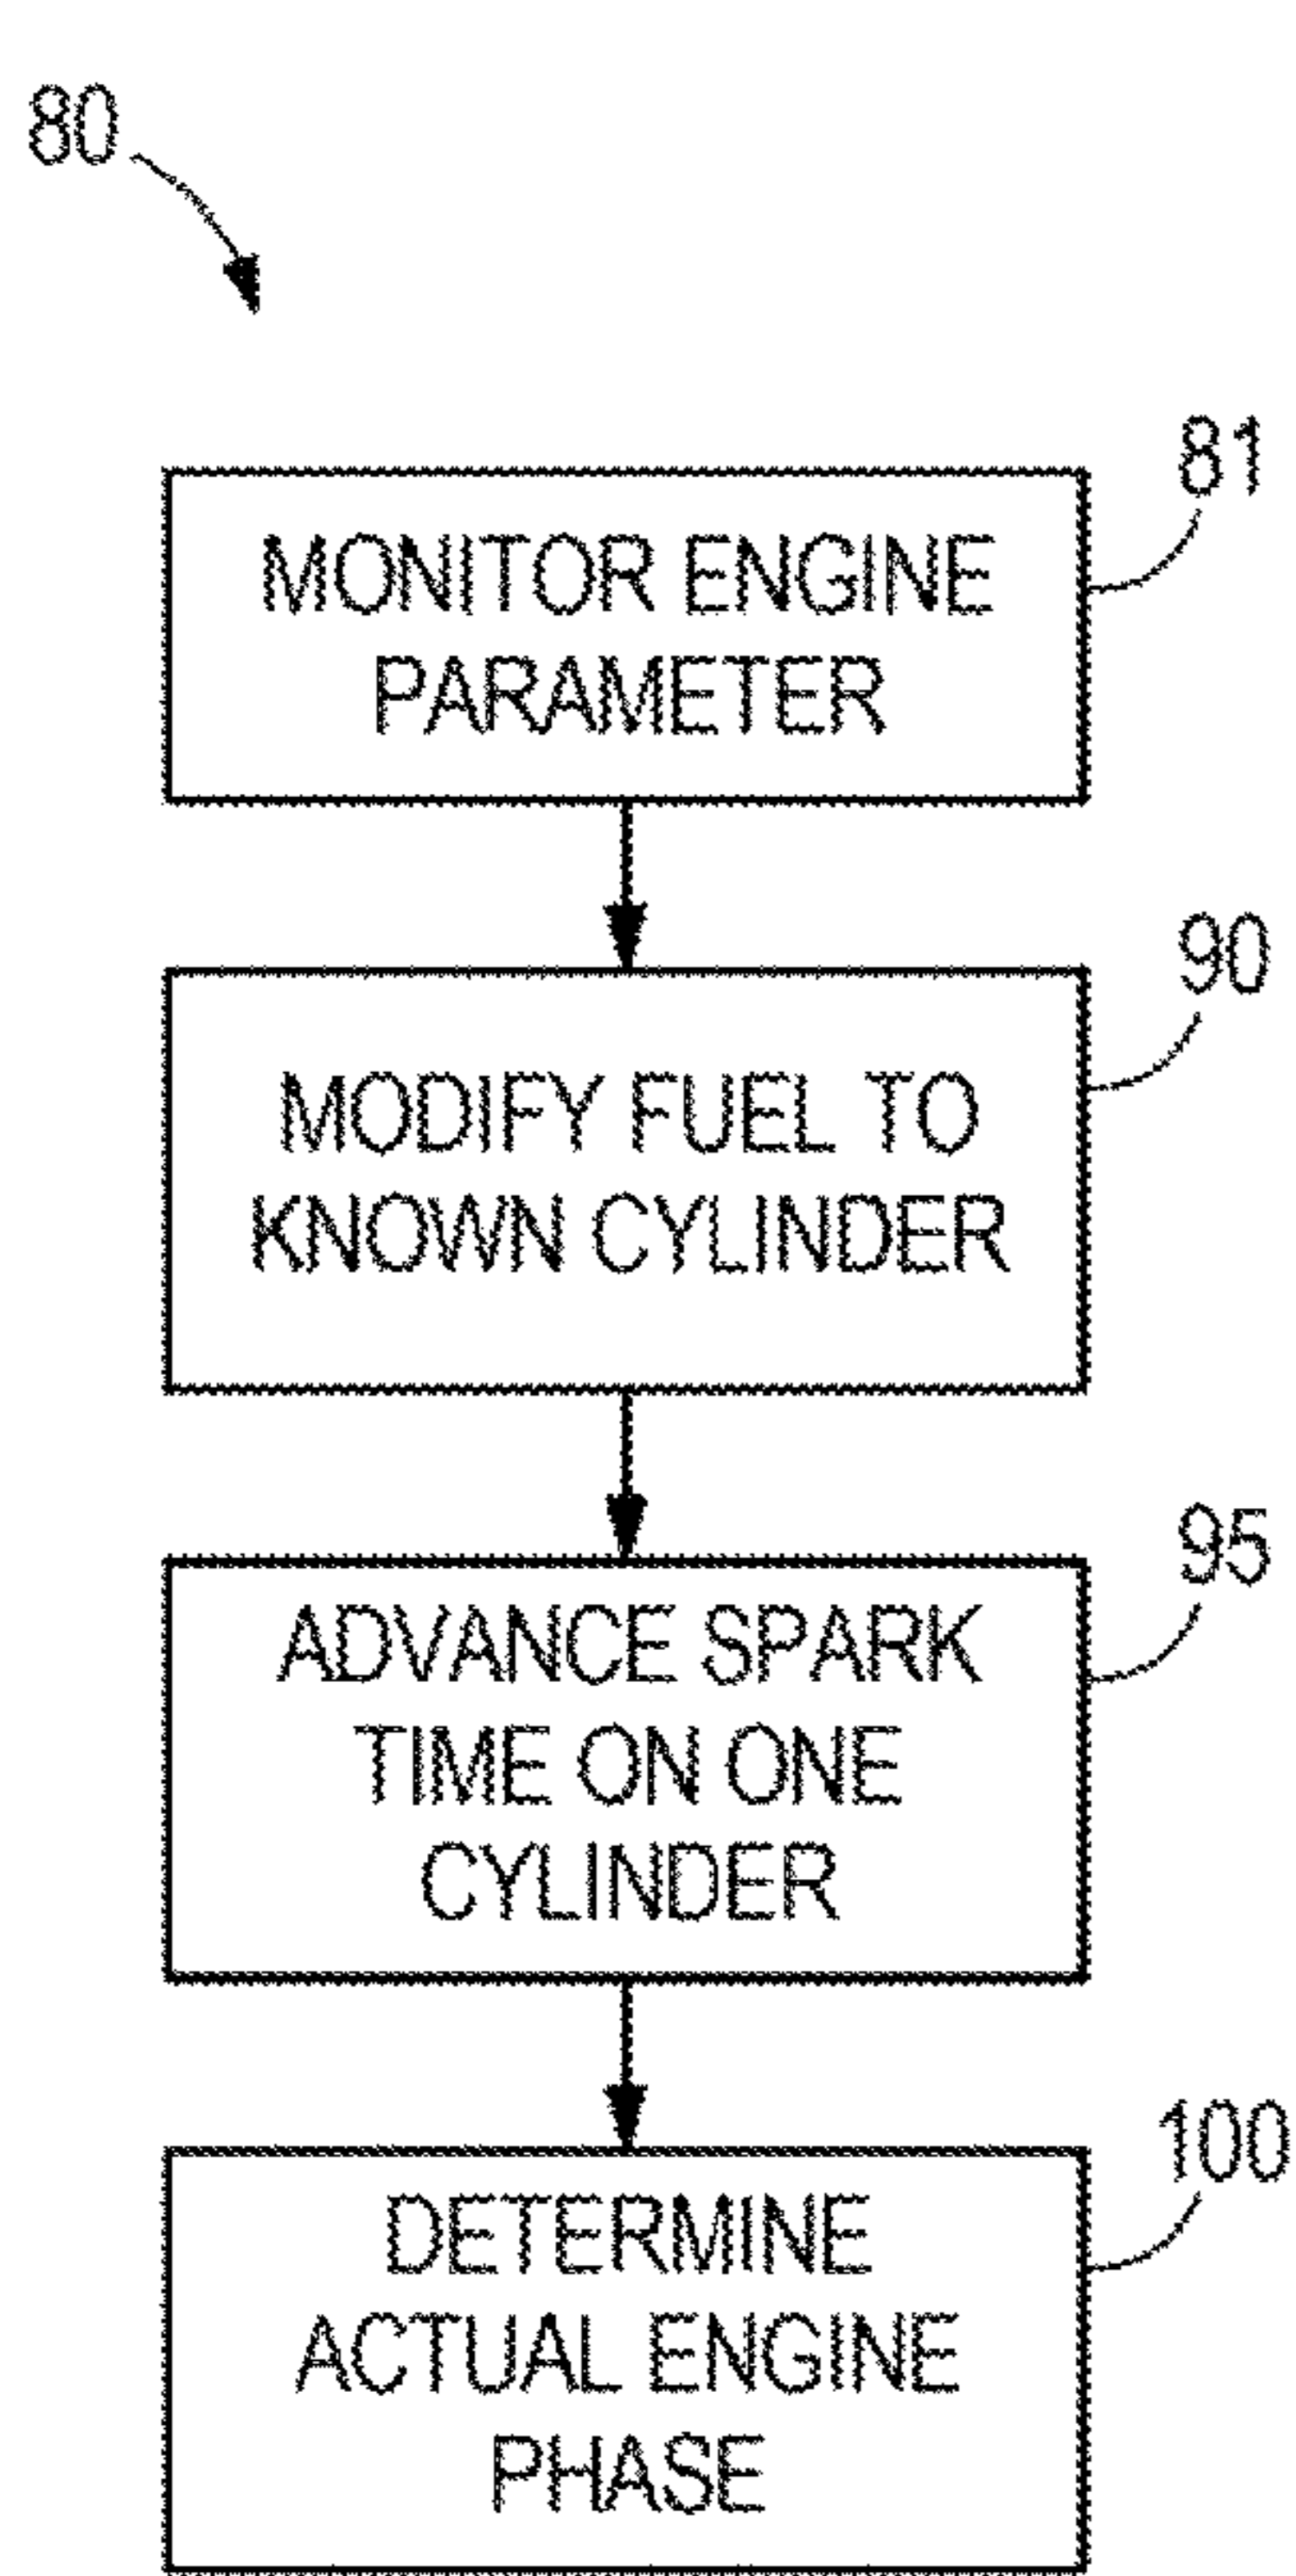 80
81
MONITOR ENGINE
PARAMETER
90
MODIFY FUEL TO
KNOWN CYLINDER
95
ADVANCE SPARK
TIME ON ONE
CYLINDER
100
DETERMINE
ACTUAL ENGINE
PHASE